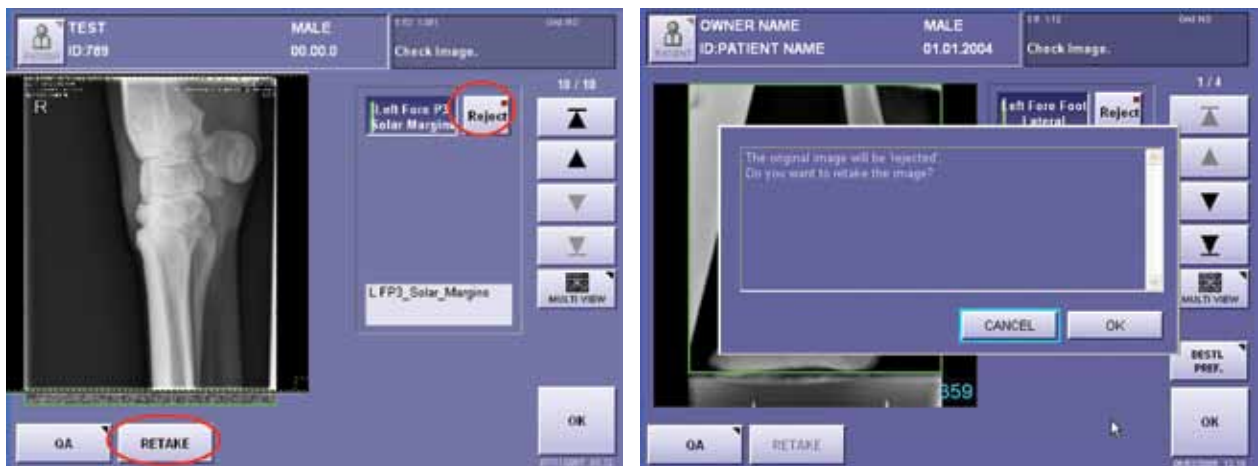 TEST
MALE
ID:789
00.00.0
Check Image.
PATIENT
10 / 10
Left Fore P3
Solar Margins
Reject
R
L FP3_Solar_Margins
MULTI VIEW
QA
RETAKE
OK
OWNER NAME
MALE
ID:PATIENT NAME
01.01.2004
Check Image.
PATIENT
1 / 4
Left Fore Foot
Lateral
Reject
The original image will be 'rejected'.
Do you want to retake the image?
CANCEL
OK
MULTI VIEW
DESTI.
PREF.
359
QA
RETAKE
OK